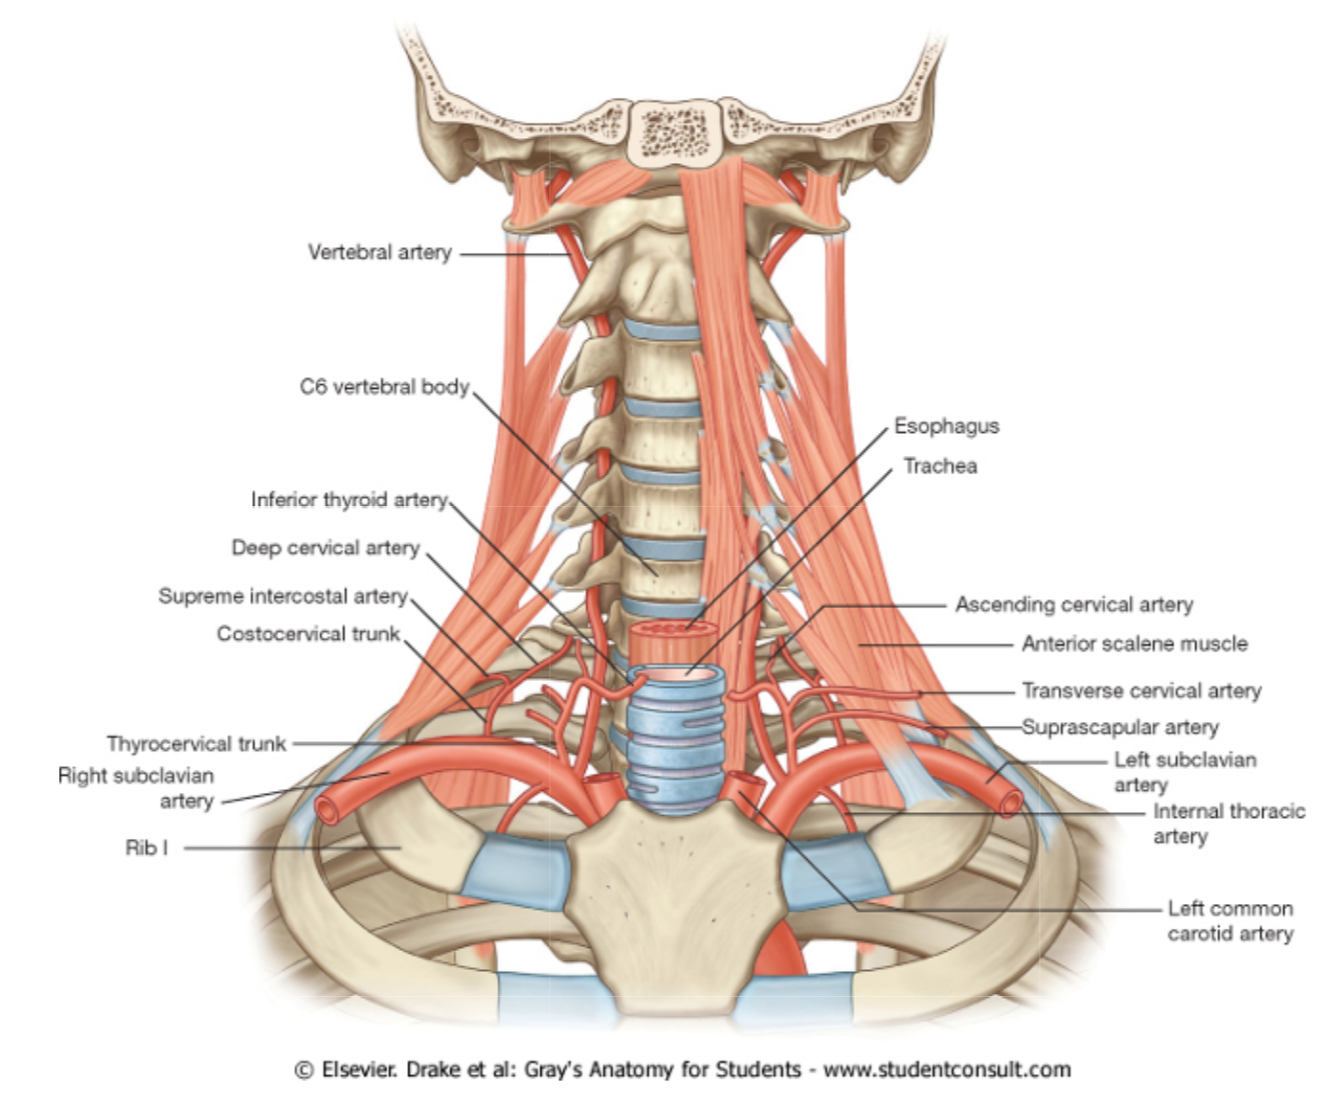 Vertebral artery
C6 vertebral body
Esophagus
Trachea
Inferior thyroid artery
Deep cervical artery
Supreme intercostal artery
Costocervical trunk
Ascending cervical artery
Anterior scalene muscle
Transverse cervical artery
Suprascapular artery
Thyrocervical trunk
Right subclavian
artery
Left subclavian
artery
Internal thoracic
artery
Rib I
Left common
carotid artery
© Elsevier. Drake et al: Gray's Anatomy for Students - www.studentconsult.com